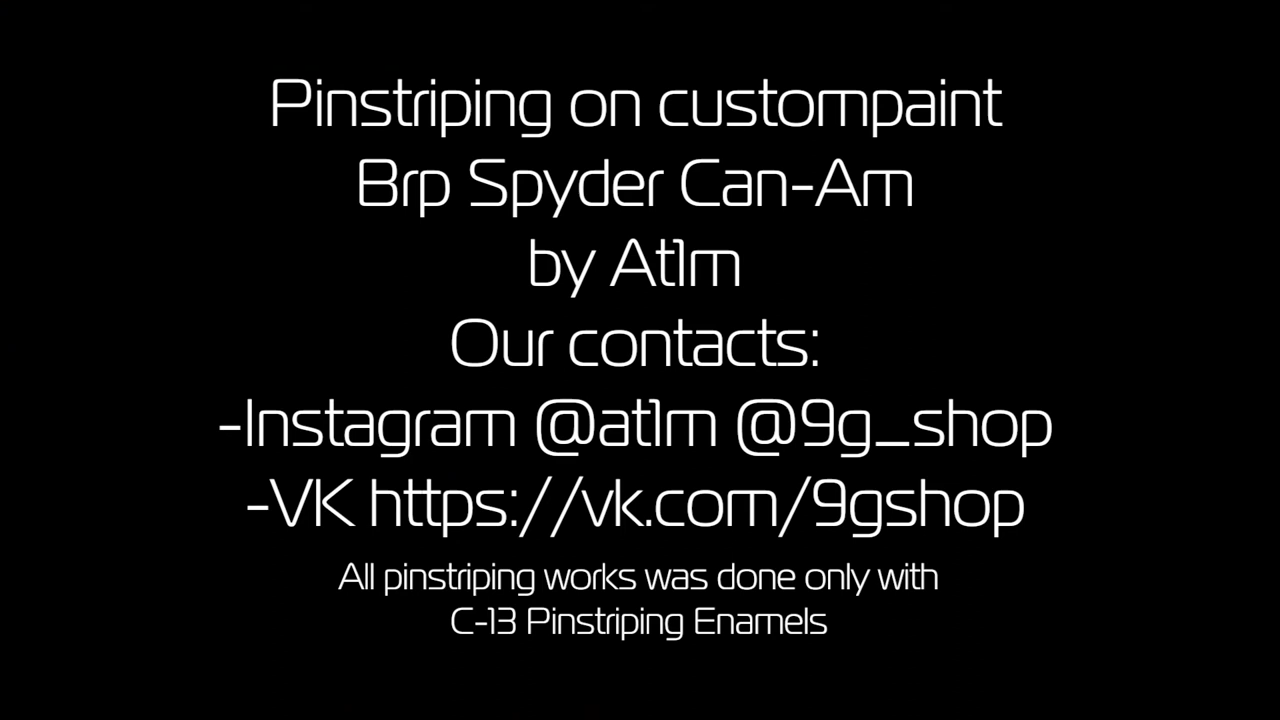 Pinstriping on custompaint
Brp Spyder Can-Am
by At1m
Our contacts:
-Instagram @at1m @9g_shop
-VK https://vk.com/9gshop
All pinstriping works was done only with
C-13 Pinstriping Enamels